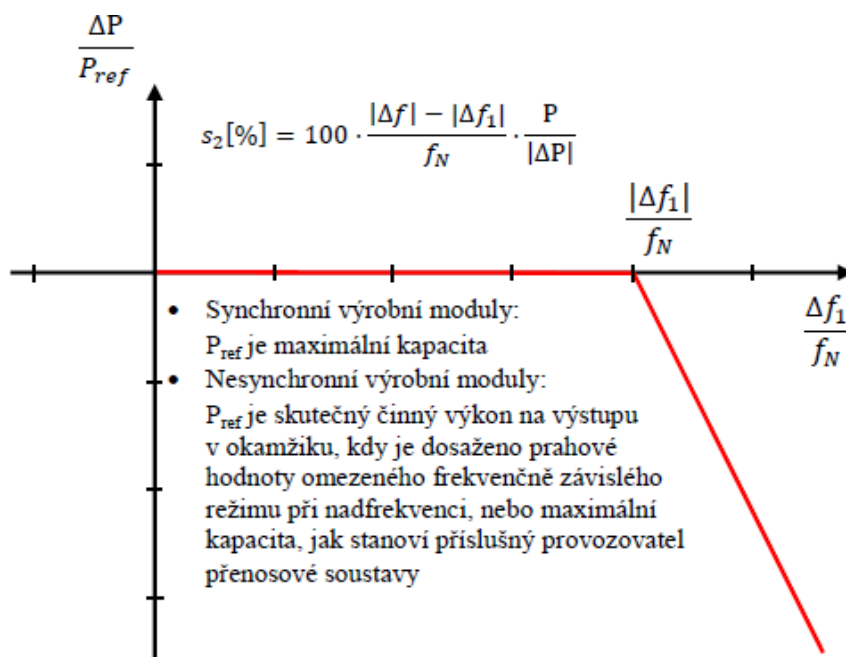 ΔP
P_ref
s₂[%] = 100 · (|Δf| − |Δf₁|)/f_N · P/|ΔP|
|Δf₁|
f_N
Δf₁
f_N
• Synchronní výrobní moduly:
P_ref je maximální kapacita
• Nesynchronní výrobní moduly:
P_ref je skutečný činný výkon na výstupu
v okamžiku, kdy je dosaženo prahové
hodnoty omezeného frekvenčně závislého
režimu při nadfrekvenci, nebo maximální
kapacita, jak stanoví příslušný provozovatel
přenosové soustavy